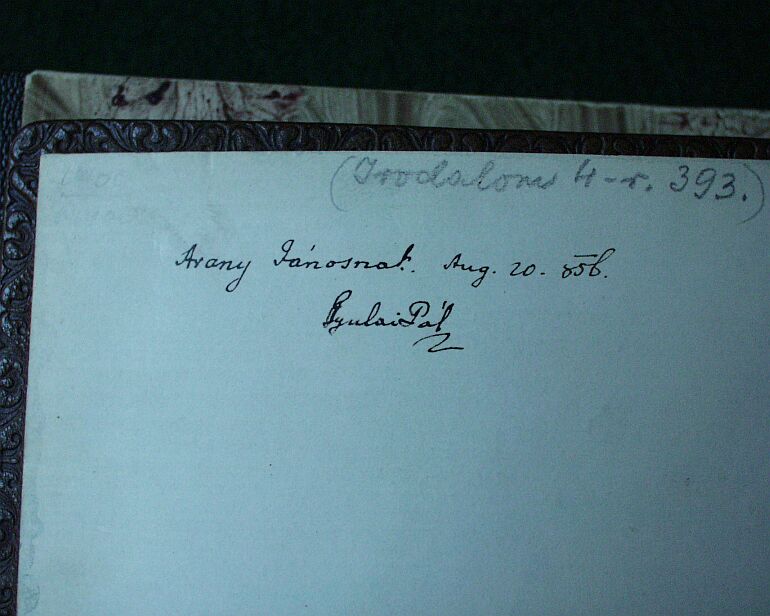 (Irodalom 4-r. 393.)
Arany Jánosnak. Aug. 20. 856.
Gyulai Pál